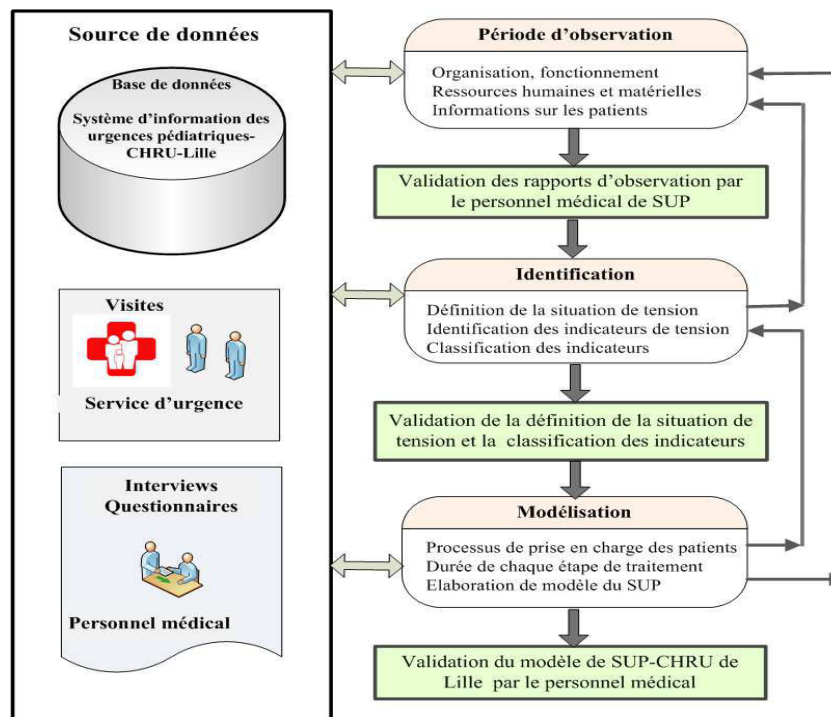 Source de données
Base de données
Système d'information des
urgences pédiatriques-
CHRU-Lille
Visites
Service d'urgence
Interviews
Questionnaires
Personnel médical
Période d'observation
Organisation, fonctionnement
Ressources humaines et matérielles
Informations sur les patients
Validation des rapports d'observation par
le personnel médical de SUP
Identification
Définition de la situation de tension
Identification des indicateurs de tension
Classification des indicateurs
Validation de la définition de la situation de
tension et la classification des indicateurs
Modélisation
Processus de prise en charge des patients
Durée de chaque étape de traitement
Elaboration de modèle du SUP
Validation du modèle de SUP-CHRU de
Lille par le personnel médical